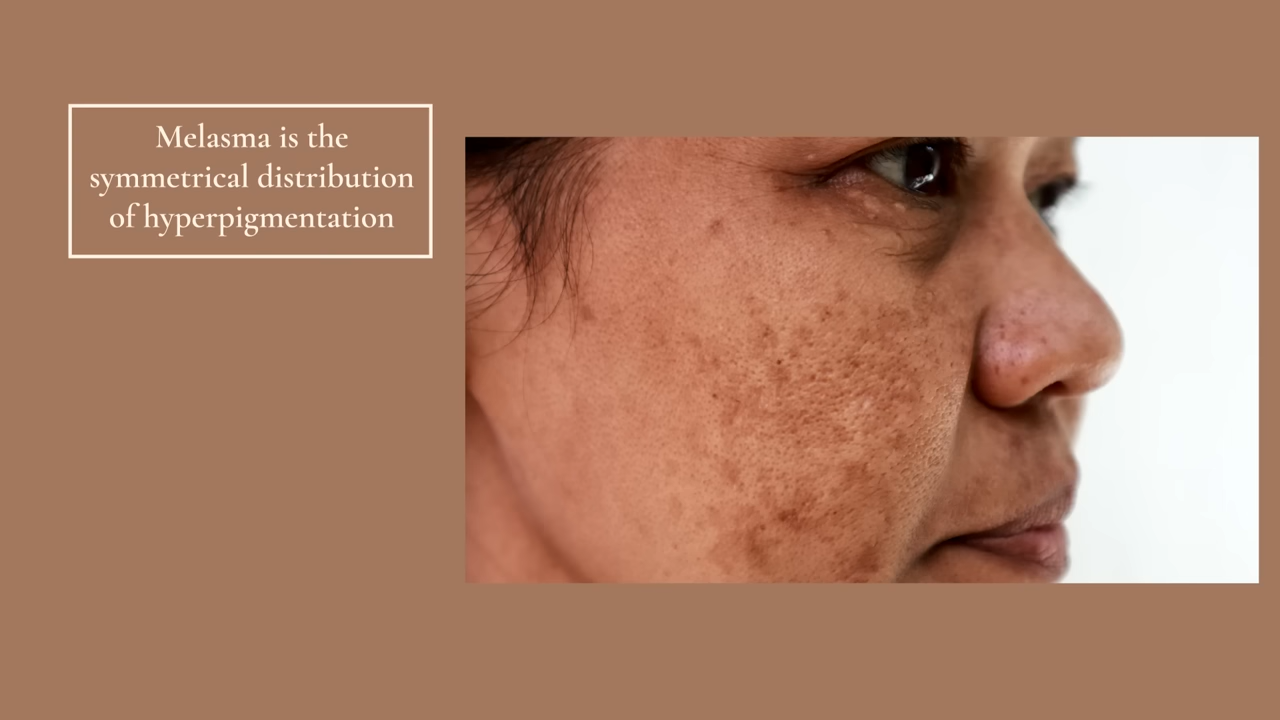 Melasma is the
symmetrical distribution
of hyperpigmentation